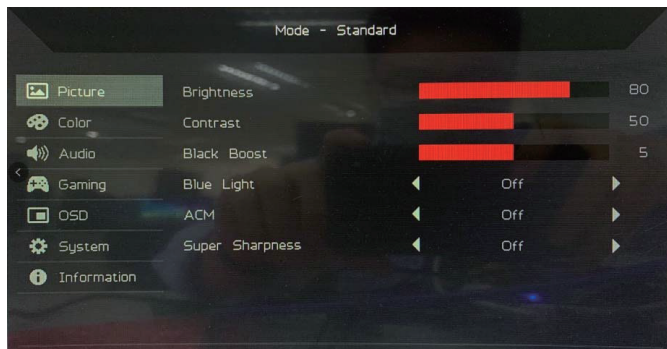 Mode - Standard
Picture
Brightness 80
Color
Contrast 50
Audio
Black Boost 5
Gaming
Blue Light Off
OSD
ACM Off
System
Super Sharpness Off
Information